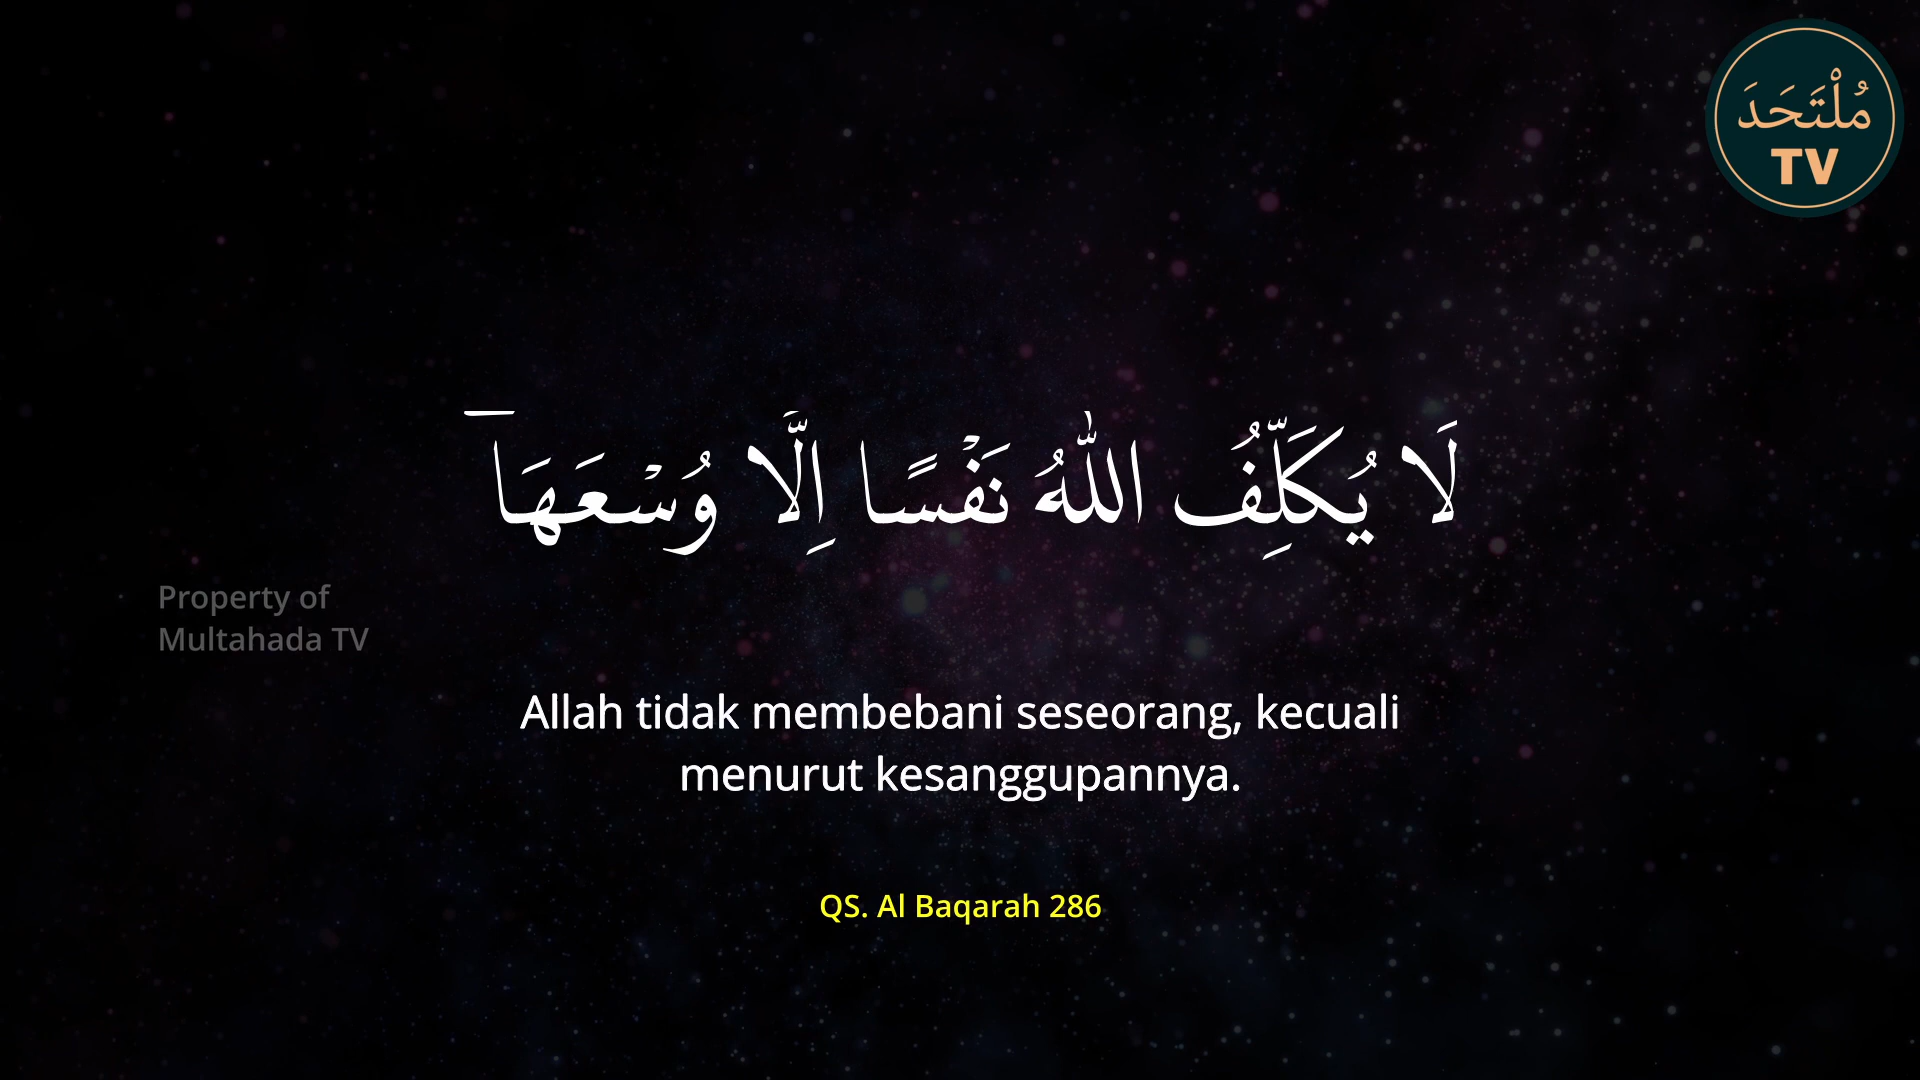 مُلْتَحَدَ
TV
لَا يُكَلِّفُ اللّٰهُ نَفْسًا اِلَّا وُسْعَهَا ۗ
Property of
Multahada TV
Allah tidak membebani seseorang, kecuali
menurut kesanggupannya.
QS. Al Baqarah 286